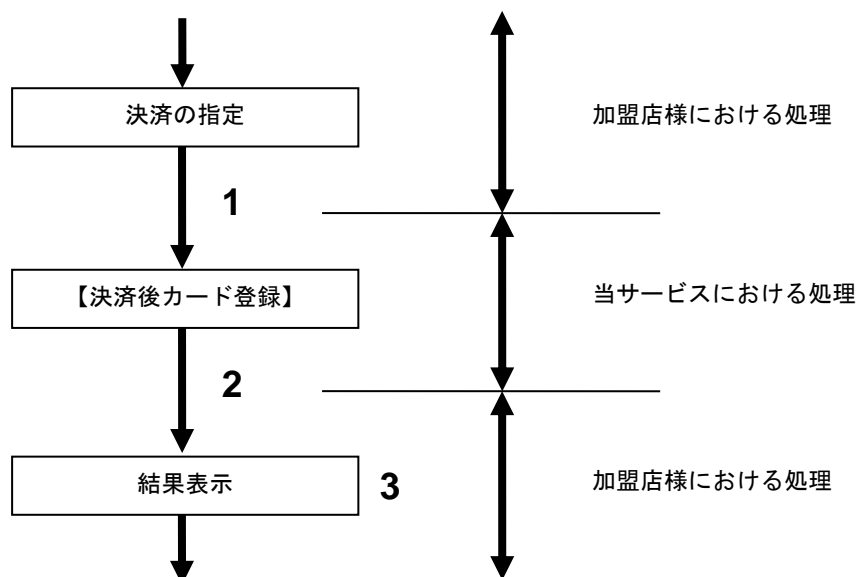 決済の指定
加盟店様における処理
1
【決済後カード登録】
当サービスにおける処理
2
結果表示
3
加盟店様における処理